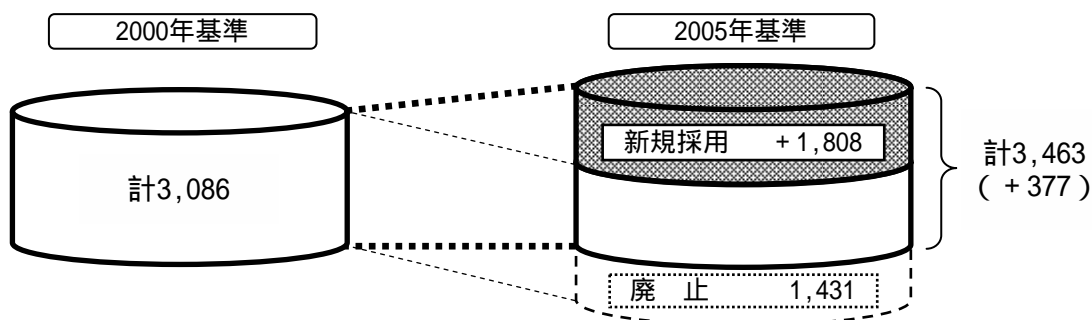 2000年基準
2005年基準
計3,086
新規採用 +1,808
計3,463
( +377 )
廃 止 1,431